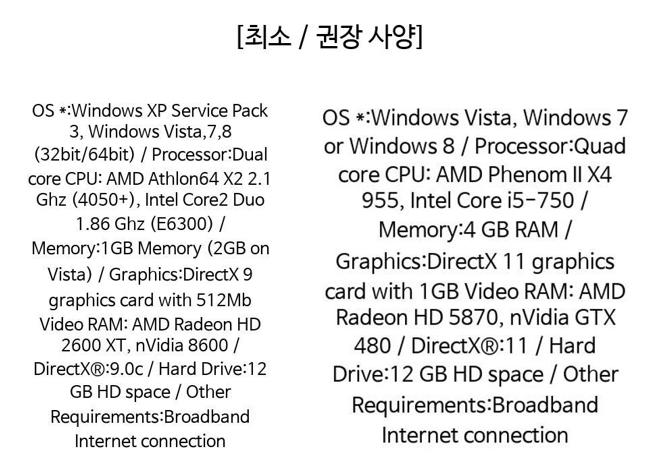 [최소 / 권장 사양]
OS *:Windows XP Service Pack
3, Windows Vista,7,8
(32bit/64bit) / Processor:Dual
core CPU: AMD Athlon64 X2 2.1
Ghz (4050+), Intel Core2 Duo
1.86 Ghz (E6300) /
Memory:1GB Memory (2GB on
Vista) / Graphics:DirectX 9
graphics card with 512Mb
Video RAM: AMD Radeon HD
2600 XT, nVidia 8600 /
DirectX®:9.0c / Hard Drive:12
GB HD space / Other
Requirements:Broadband
Internet connection
OS *:Windows Vista, Windows 7
or Windows 8 / Processor:Quad
core CPU: AMD Phenom II X4
955, Intel Core i5-750 /
Memory:4 GB RAM /
Graphics:DirectX 11 graphics
card with 1GB Video RAM: AMD
Radeon HD 5870, nVidia GTX
480 / DirectX®:11 / Hard
Drive:12 GB HD space / Other
Requirements:Broadband
Internet connection